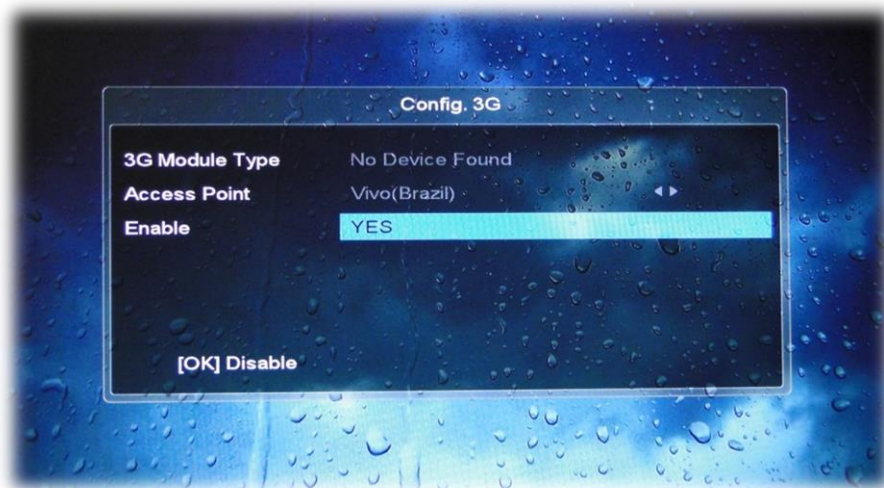 Config. 3G
3G Module Type No Device Found
Access Point Vivo(Brazil)
Enable YES
[OK] Disable